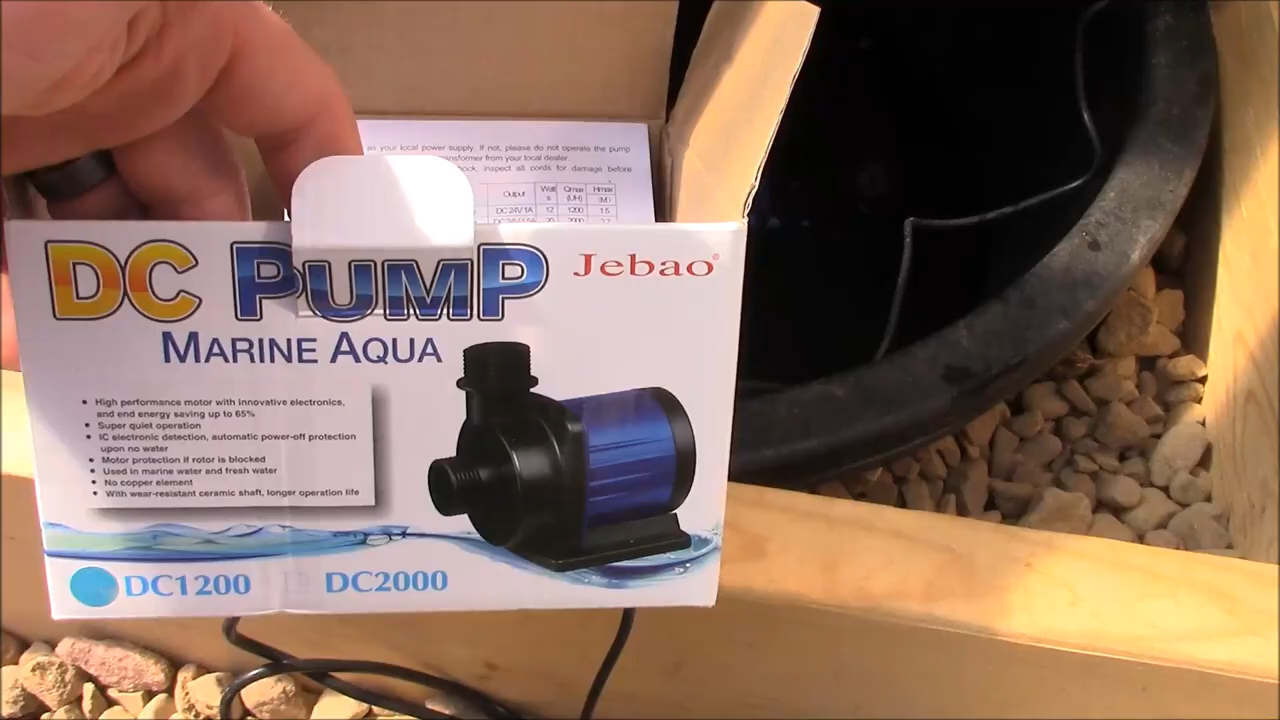 as your local power supply. If not, please do not operate the pump
transformer from your local dealer.
ock, inspect all cords for damage before
Output Watts Qmax (L/H) Hmax (M)
DC24V1A 12 1200 1.5
2000
DC PUMP
Jebao®
MARINE AQUA
• High performance motor with innovative electronics,
and end energy saving up to 65%
• Super quiet operation
• IC electronic detection, automatic power-off protection
upon no water
• Motor protection if rotor is blocked
• Used in marine water and fresh water
• No copper element
• With wear-resistant ceramic shaft, longer operation life
DC1200 DC2000